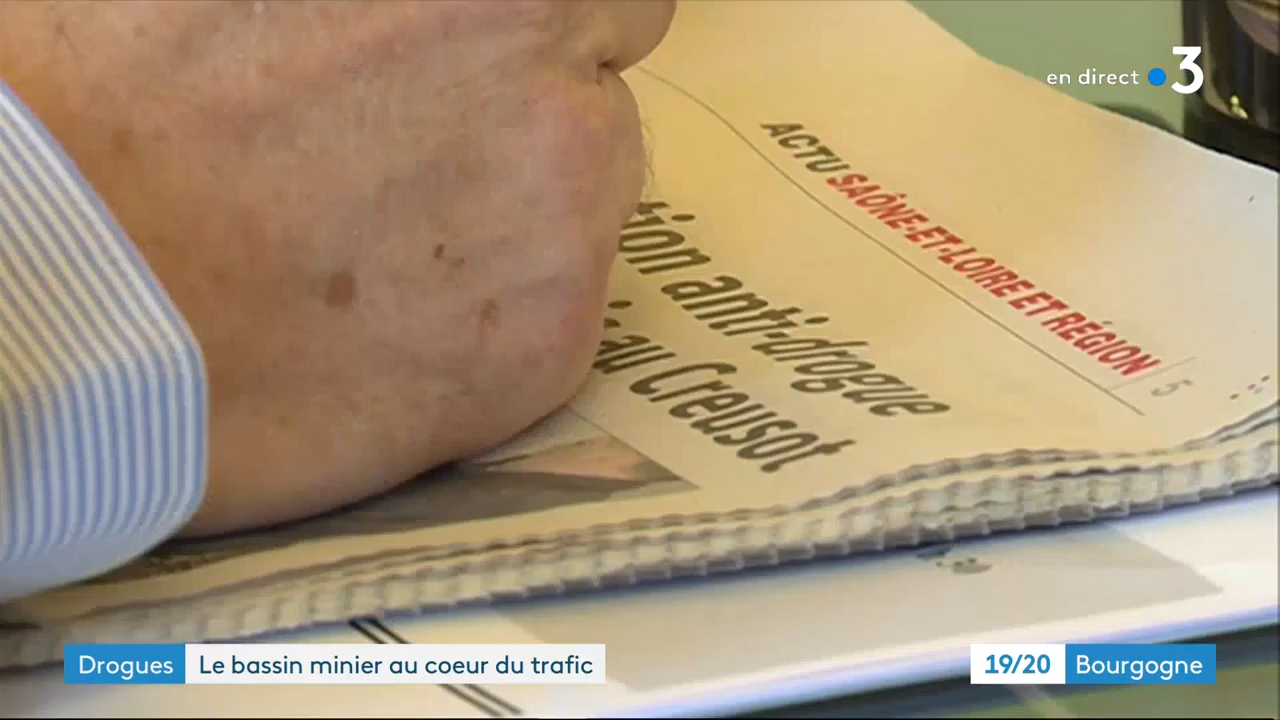 en direct 3
ACTU SAÔNE-ET-LOIRE ET RÉGION 5
anti-drogue
au Creusot
Drogues Le bassin minier au coeur du trafic
19/20 Bourgogne